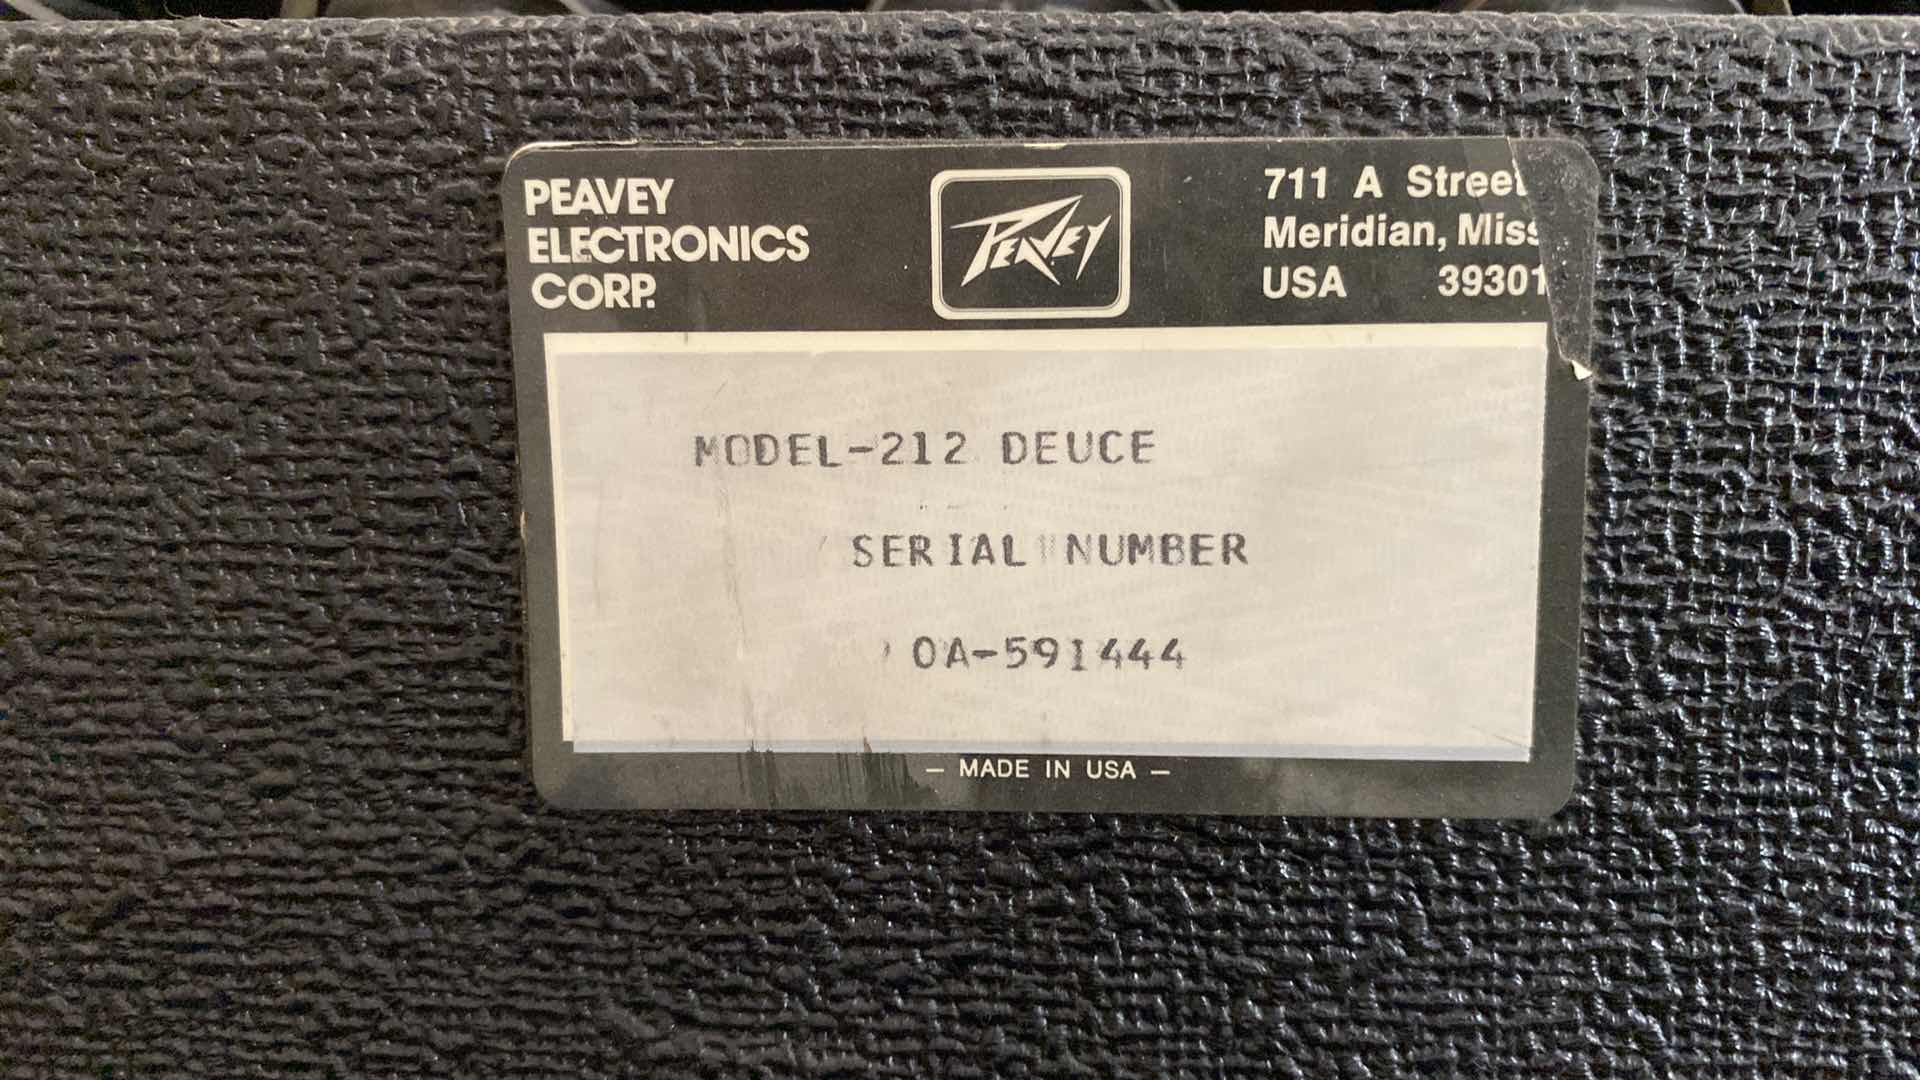 PEAVEY
ELECTRONICS
CORP.
PEAVEY
711 A Street
Meridian, Miss
USA 39301
MODEL-212 DEUCE
SERIAL NUMBER
0A-591444
— MADE IN USA —